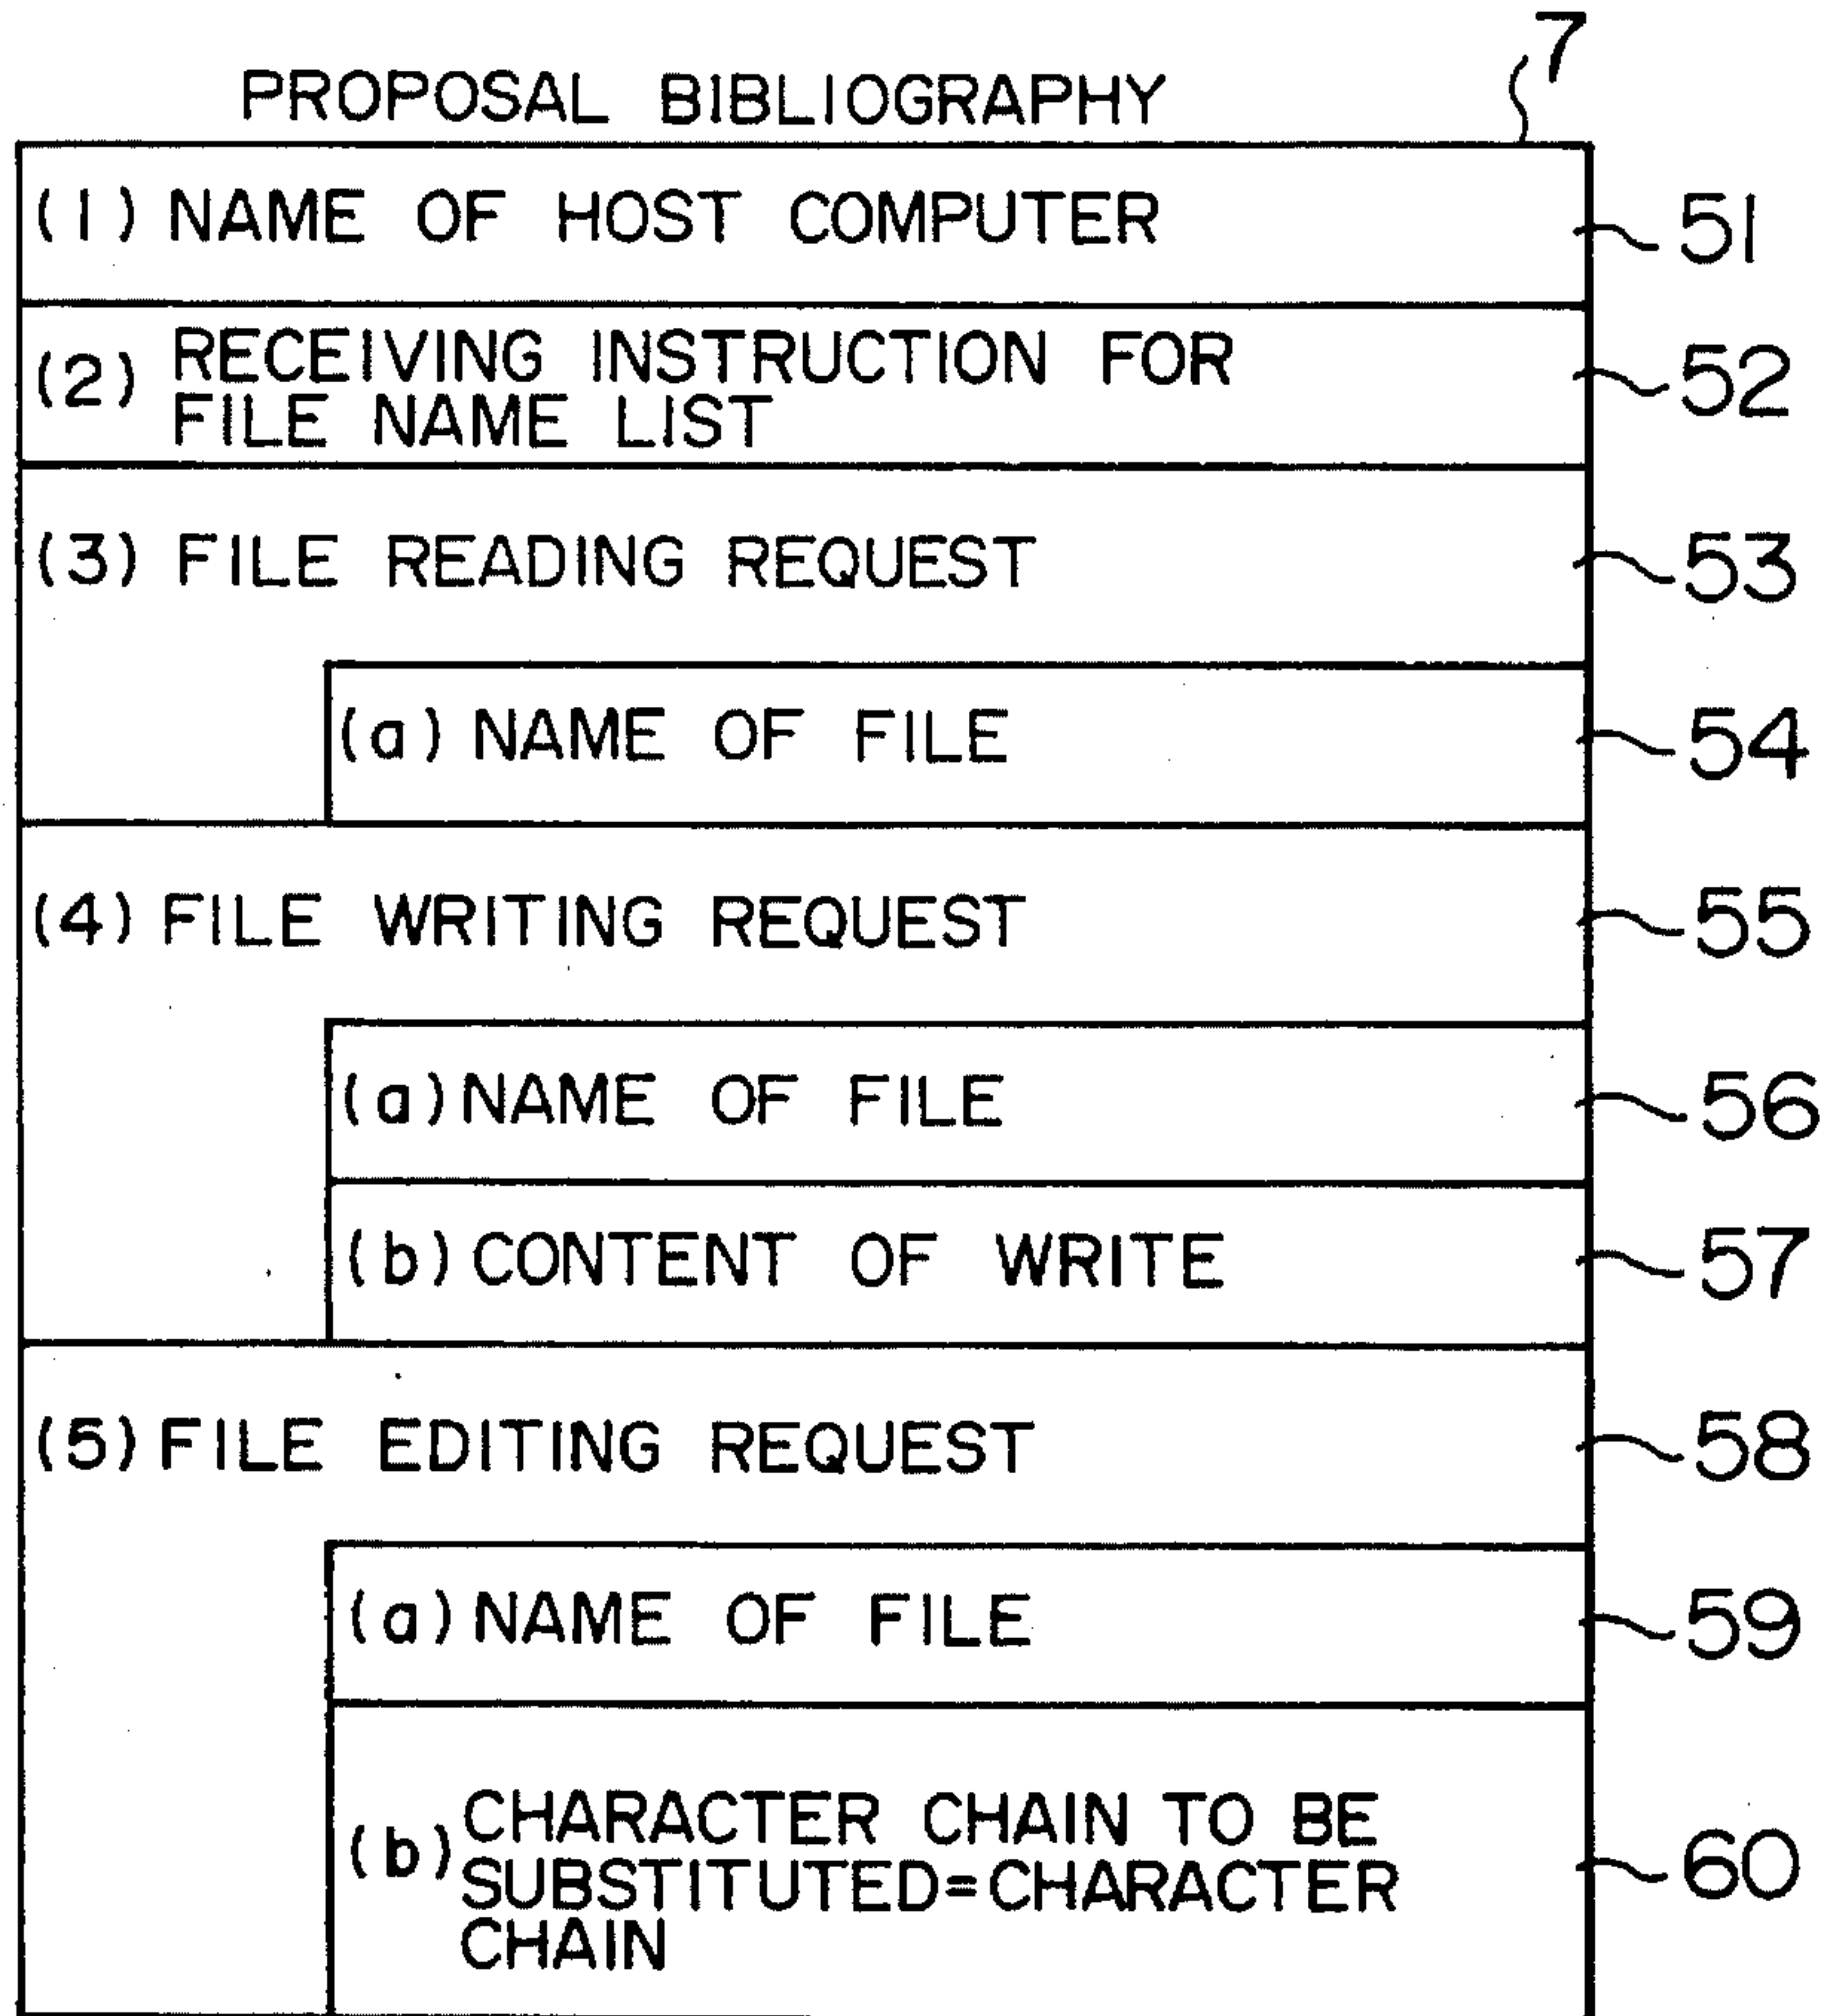 7
PROPOSAL BIBLIOGRAPHY
(1) NAME OF HOST COMPUTER 51
(2) RECEIVING INSTRUCTION FOR
FILE NAME LIST 52
(3) FILE READING REQUEST 53
(a) NAME OF FILE 54
(4) FILE WRITING REQUEST 55
(a) NAME OF FILE 56
(b) CONTENT OF WRITE 57
(5) FILE EDITING REQUEST 58
(a) NAME OF FILE 59
(b) CHARACTER CHAIN TO BE
SUBSTITUTED=CHARACTER 60
CHAIN